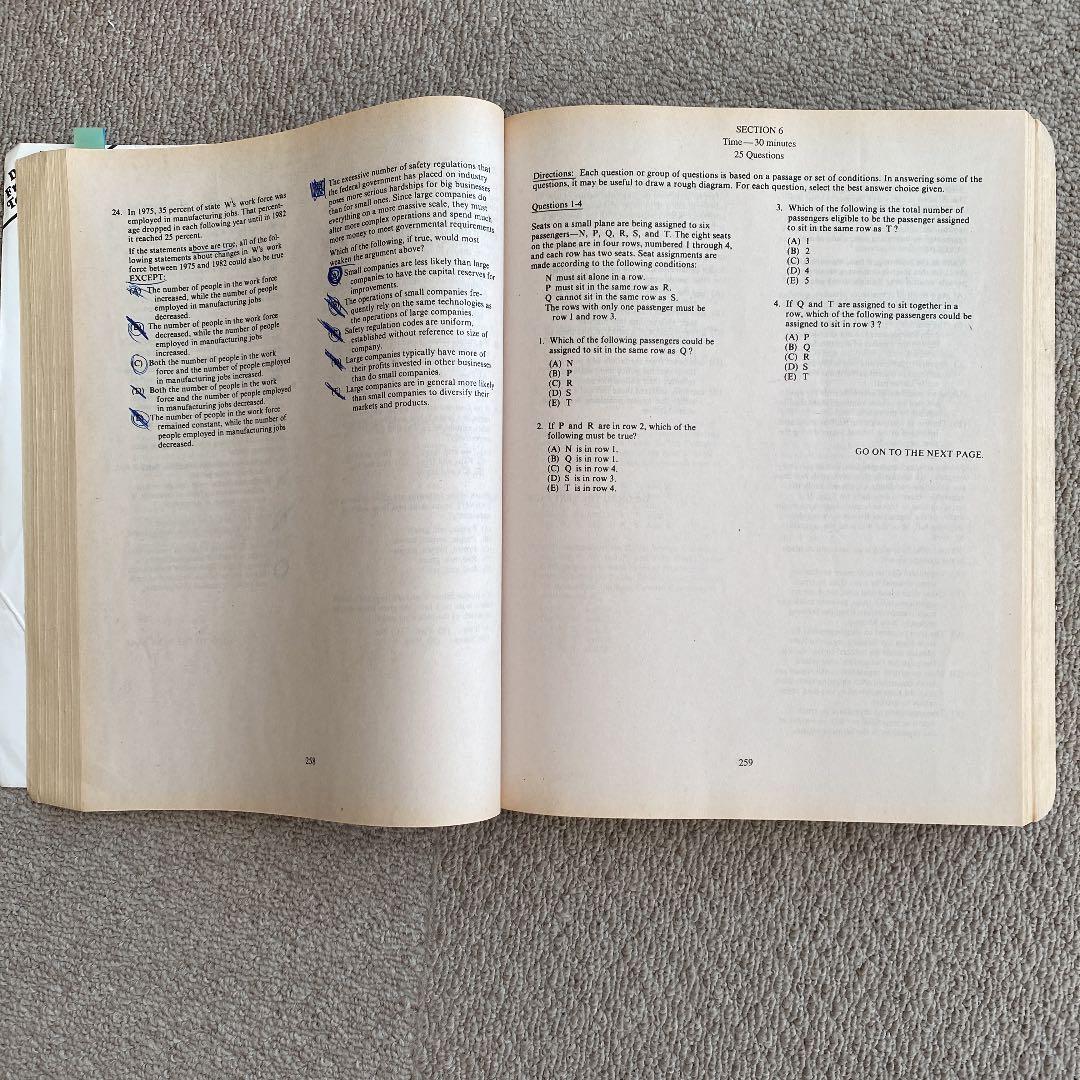 24. In 1975, 35 percent of state W's work force was
employed in manufacturing jobs. That percent-
age dropped in each following year until in 1982
it reached 25 percent.
If the statements above are true, all of the fol-
lowing statements about changes in W's work
force between 1975 and 1982 could also be true
EXCEPT:
(A) The number of people in the work force
increased, while the number of people
employed in manufacturing jobs
decreased.
(B) The number of people in the work force
decreased, while the number of people
employed in manufacturing jobs
increased.
(C) Both the number of people in the work
force and the number of people employed
in manufacturing jobs increased.
(D) Both the number of people in the work
force and the number of people employed
in manufacturing jobs decreased.
(E) The number of people in the work force
remained constant, while the number of
people employed in manufacturing jobs
decreased.
The excessive number of safety regulations that
the federal government has placed on industry
poses more serious hardships for big businesses
than for small ones. Since large companies do
everything on a more massive scale, they must
alter more complex operations and spend much
more money to meet governmental requirements
Which of the following, if true, would most
weaken the argument above?
Small companies are less likely than large
companies to have the capital reserves for
improvements.
The operations of small companies fre-
quently rely on the same technologies as
the operations of large companies.
Safety regulation codes are uniform,
established without reference to size of
company.
Large companies typically have more of
their profits invested in other businesses
than do small companies.
Large companies are in general more likely
than small companies to diversify their
markets and products.
258
SECTION 6
Time—30 minutes
25 Questions
Directions: Each question or group of questions is based on a passage or set of conditions. In answering some of the
questions, it may be useful to draw a rough diagram. For each question, select the best answer choice given.
Questions 1-4
Seats on a small plane are being assigned to six
passengers—N, P, Q, R, S, and T. The eight seats
on the plane are in four rows, numbered 1 through 4,
and each row has two seats. Seat assignments are
made according to the following conditions:
N must sit alone in a row.
P must sit in the same row as R.
Q cannot sit in the same row as S.
The rows with only one passenger must be
row 1 and row 3.
1. Which of the following passengers could be
assigned to sit in the same row as Q?
(A) N
(B) P
(C) R
(D) S
(E) T
2. If P and R are in row 2, which of the
following must be true?
(A) N is in row 1.
(B) Q is in row 1.
(C) Q is in row 4.
(D) S is in row 3.
(E) T is in row 4.
3. Which of the following is the total number of
passengers eligible to be the passenger assigned
to sit in the same row as T?
(A) 1
(B) 2
(C) 3
(D) 4
(E) 5
4. If Q and T are assigned to sit together in a
row, which of the following passengers could be
assigned to sit in row 3?
(A) P
(B) Q
(C) R
(D) S
(E) T
GO ON TO THE NEXT PAGE.
259